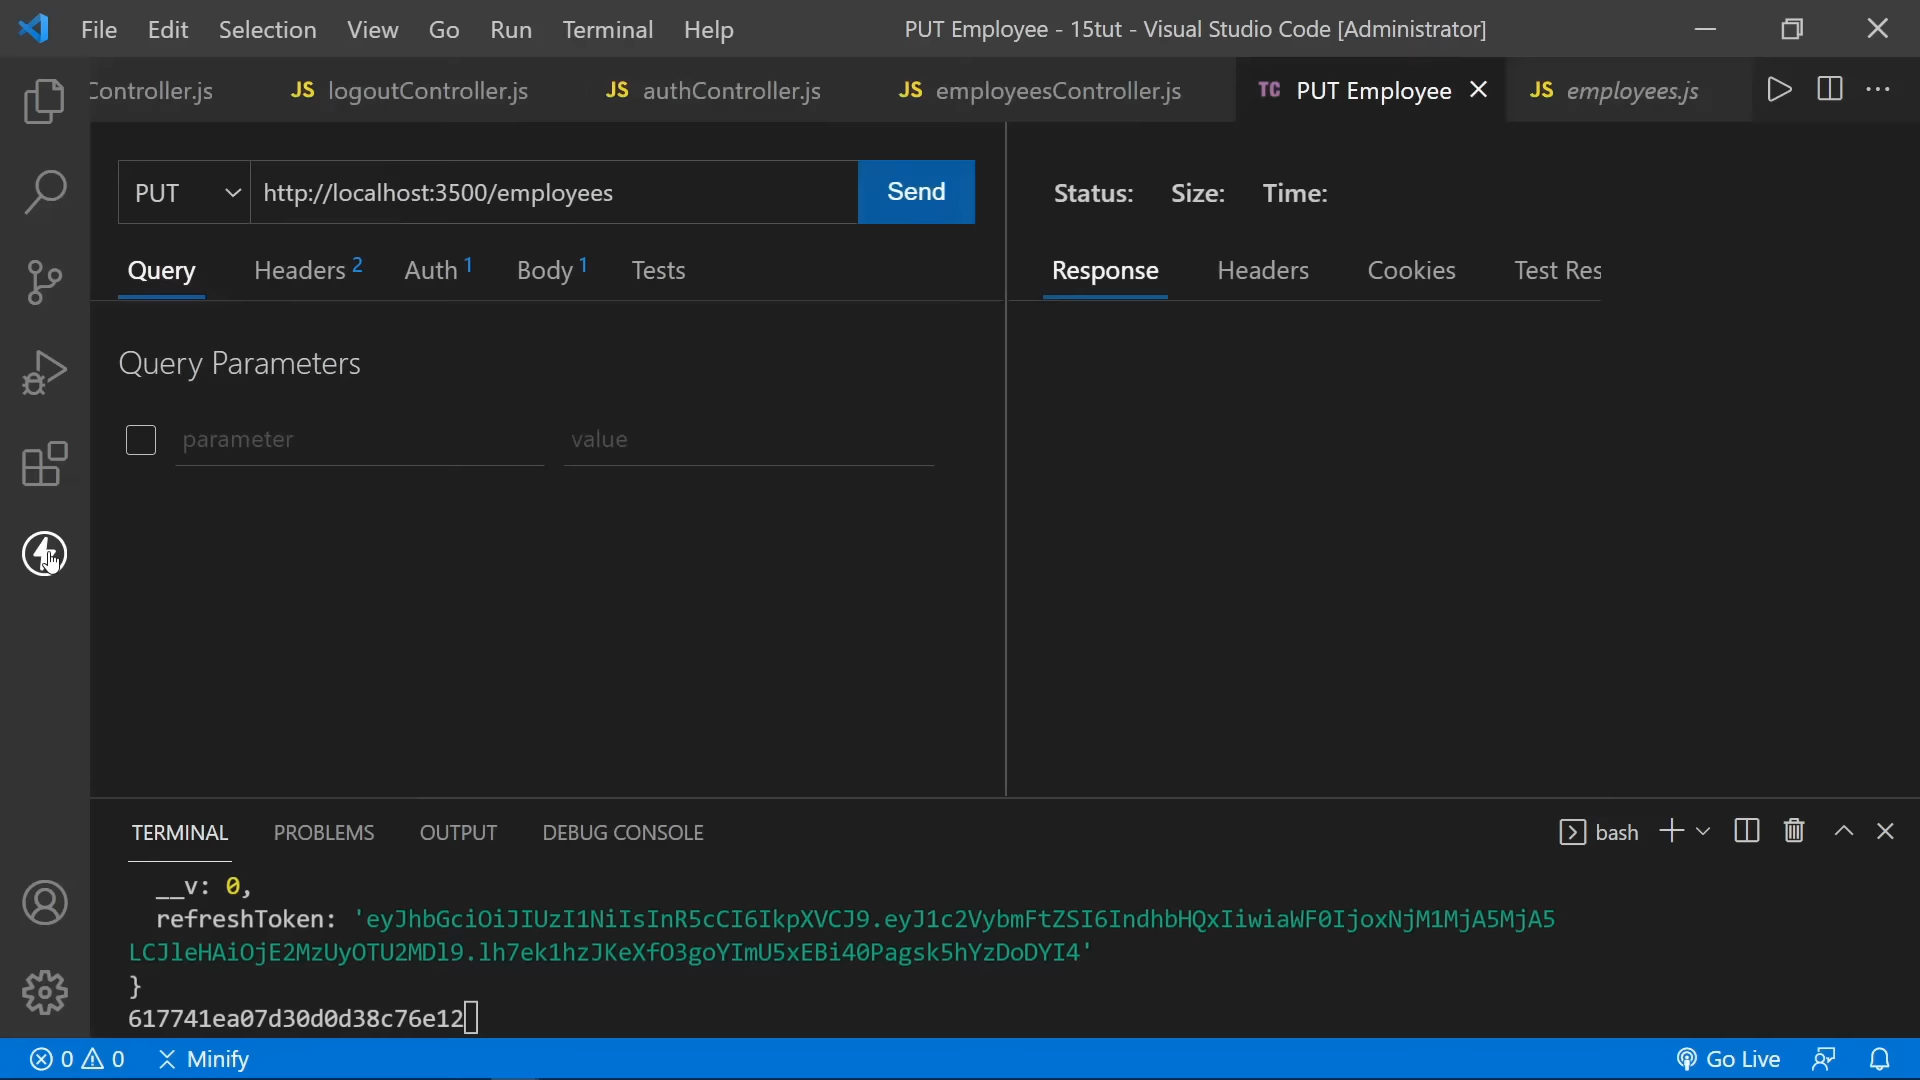 File Edit Selection View Go Run Terminal Help PUT Employee - 15tut - Visual Studio Code [Administrator]
Controller.js JS logoutController.js JS authController.js JS employeesController.js TC PUT Employee JS employees.js
PUT http://localhost:3500/employees Send Status: Size: Time:
Query Headers 2 Auth 1 Body 1 Tests Response Headers Cookies Test Res
Query Parameters
parameter value
TERMINAL PROBLEMS OUTPUT DEBUG CONSOLE bash
__v: 0,
refreshToken: 'eyJhbGciOiJIUzI1NiIsInR5cCI6IkpXVCJ9.eyJ1c2VybmFtZSI6IndhbHQxIiwiaWF0IjoxNjM1MjA5MjA5
LCJleHAiOjE2MzUyOTU2MDl9.lh7ek1hzJKeXfO3goYImU5xEBi40Pagsk5hYzDoDYI4'
}
617741ea07d30d0d38c76e12
0 0 Minify Go Live